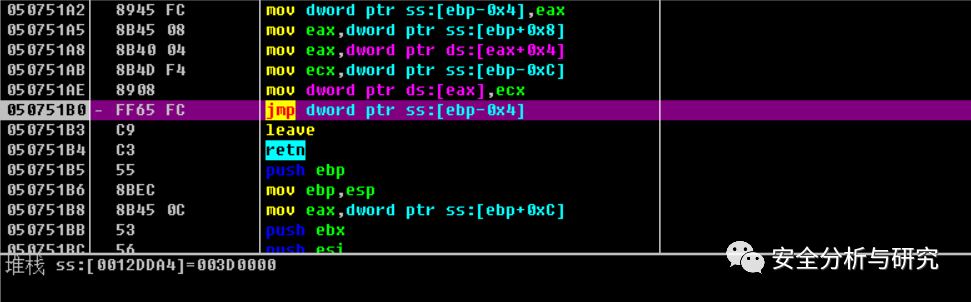 050751A2 8945 FC mov dword ptr ss:[ebp-0x4],eax
050751A5 8B45 08 mov eax,dword ptr ss:[ebp+0x8]
050751A8 8B40 04 mov eax,dword ptr ds:[eax+0x4]
050751AB 8B4D F4 mov ecx,dword ptr ss:[ebp-0xC]
050751AE 8908 mov dword ptr ds:[eax],ecx
050751B0 - FF65 FC jmp dword ptr ss:[ebp-0x4]
050751B3 C9 leave
050751B4 C3 retn
050751B5 55 push ebp
050751B6 8BEC mov ebp,esp
050751B8 8B45 0C mov eax,dword ptr ss:[ebp+0xC]
050751BB 53 push ebx
050751BC 56 push esi
堆栈 ss:[0012DDA4]=003D0000
安全分析与研究